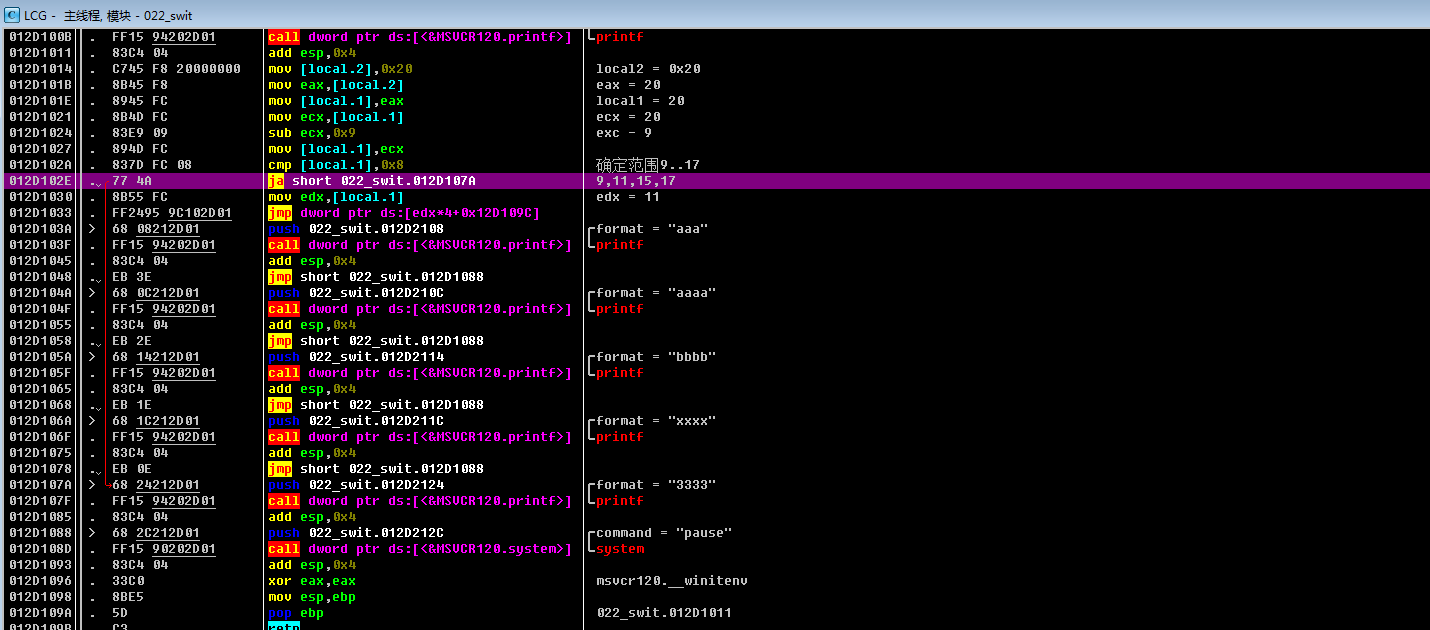 LCG - 主线程, 模块 - 022_swit
012D100B . FF15 94202D01 call dword ptr ds:[<&MSVCR120.printf>] printf
012D1011 . 83C4 04 add esp,0x4
012D1014 . C745 F8 20000000 mov [local.2],0x20 local2 = 0x20
012D101B . 8B45 F8 mov eax,[local.2] eax = 20
012D101E . 8945 FC mov [local.1],eax local1 = 20
012D1021 . 8B4D FC mov ecx,[local.1] ecx = 20
012D1024 . 83E9 09 sub ecx,0x9 exc - 9
012D1027 . 894D FC mov [local.1],ecx
012D102A . 837D FC 08 cmp [local.1],0x8 确定范围9..17
012D102E . 77 4A ja short 022_swit.012D107A 9,11,15,17
012D1030 . 8B55 FC mov edx,[local.1] edx = 11
012D1033 . FF2495 9C102D01 jmp dword ptr ds:[edx*4+0x12D109C]
012D103A > 68 08212D01 push 022_swit.012D2108 format = "aaa"
012D103F . FF15 94202D01 call dword ptr ds:[<&MSVCR120.printf>] printf
012D1045 . 83C4 04 add esp,0x4
012D1048 . EB 3E jmp short 022_swit.012D1088
012D104A > 68 0C212D01 push 022_swit.012D210C format = "aaaa"
012D104F . FF15 94202D01 call dword ptr ds:[<&MSVCR120.printf>] printf
012D1055 . 83C4 04 add esp,0x4
012D1058 . EB 2E jmp short 022_swit.012D1088
012D105A > 68 14212D01 push 022_swit.012D2114 format = "bbbb"
012D105F . FF15 94202D01 call dword ptr ds:[<&MSVCR120.printf>] printf
012D1065 . 83C4 04 add esp,0x4
012D1068 . EB 1E jmp short 022_swit.012D1088
012D106A > 68 1C212D01 push 022_swit.012D211C format = "xxxx"
012D106F . FF15 94202D01 call dword ptr ds:[<&MSVCR120.printf>] printf
012D1075 . 83C4 04 add esp,0x4
012D1078 . EB 0E jmp short 022_swit.012D1088
012D107A > 68 24212D01 push 022_swit.012D2124 format = "3333"
012D107F . FF15 94202D01 call dword ptr ds:[<&MSVCR120.printf>] printf
012D1085 . 83C4 04 add esp,0x4
012D1088 > 68 2C212D01 push 022_swit.012D212C command = "pause"
012D108D . FF15 90202D01 call dword ptr ds:[<&MSVCR120.system>] system
012D1093 . 83C4 04 add esp,0x4
012D1096 . 33C0 xor eax,eax msvcr120.__winitenv
012D1098 . 8BE5 mov esp,ebp
012D109A . 5D pop ebp 022_swit.012D1011
012D109B . C3 retn